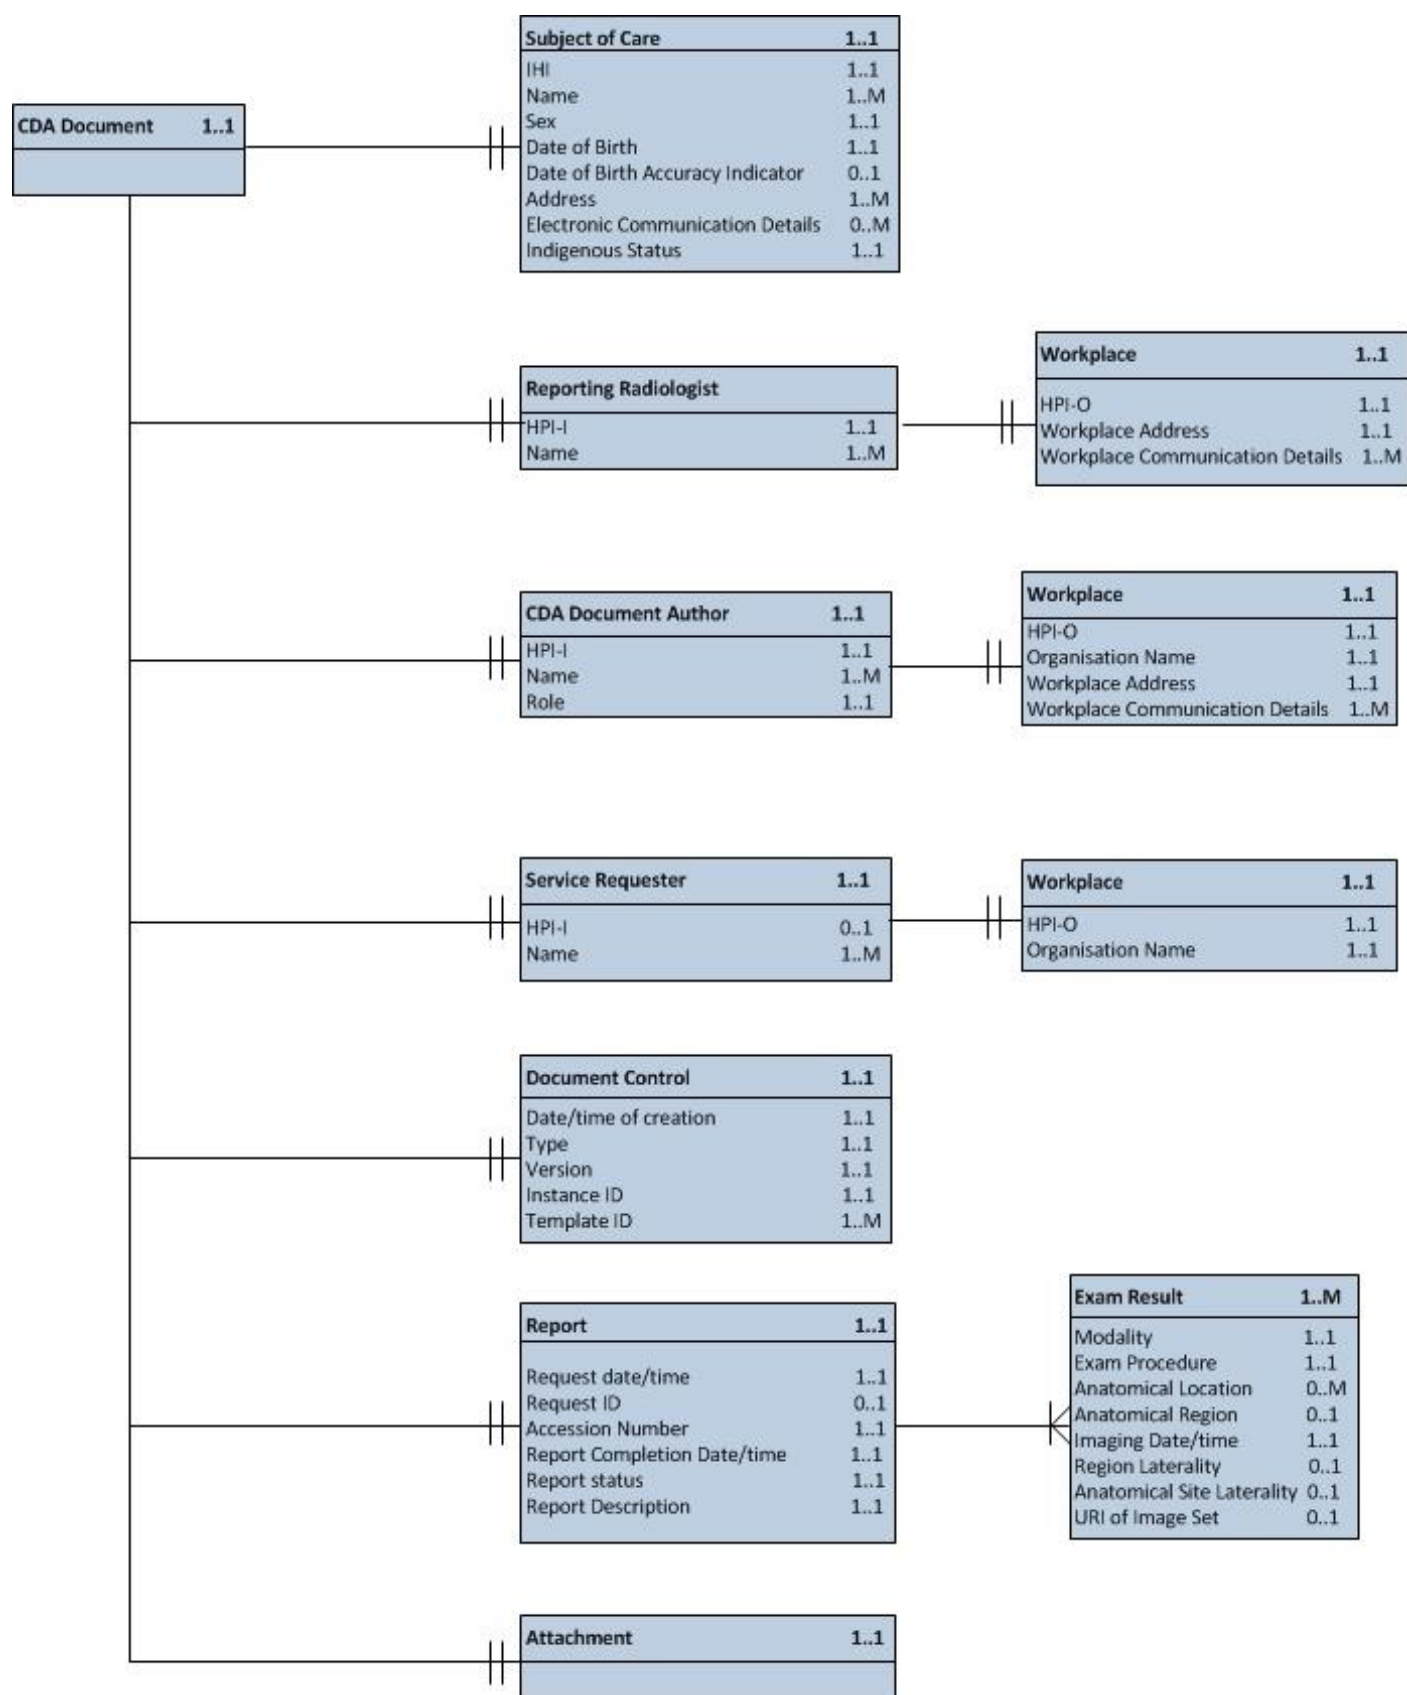 Subject of Care 1..1
IHI 1..1
Name 1..M
Sex 1..1
Date of Birth 1..1
Date of Birth Accuracy Indicator 0..1
Address 1..M
Electronic Communication Details 0..M
Indigenous Status 1..1
CDA Document 1..1
Reporting Radiologist
HPI-I 1..1
Name 1..M
Workplace 1..1
HPI-O 1..1
Workplace Address 1..1
Workplace Communication Details 1..M
CDA Document Author 1..1
HPI-I 1..1
Name 1..M
Role 1..1
Workplace 1..1
HPI-O 1..1
Organisation Name 1..1
Workplace Address 1..1
Workplace Communication Details 1..M
Service Requester 1..1
HPI-I 0..1
Name 1..M
Workplace 1..1
HPI-O 1..1
Organisation Name 1..1
Document Control 1..1
Date/time of creation 1..1
Type 1..1
Version 1..1
Instance ID 1..1
Template ID 1..M
Report 1..1
Request date/time 1..1
Request ID 0..1
Accession Number 1..1
Report Completion Date/time 1..1
Report status 1..1
Report Description 1..1
Exam Result 1..M
Modality 1..1
Exam Procedure 1..1
Anatomical Location 0..M
Anatomical Region 0..1
Imaging Date/time 1..1
Region Laterality 0..1
Anatomical Site Laterality 0..1
URI of Image Set 0..1
Attachment 1..1